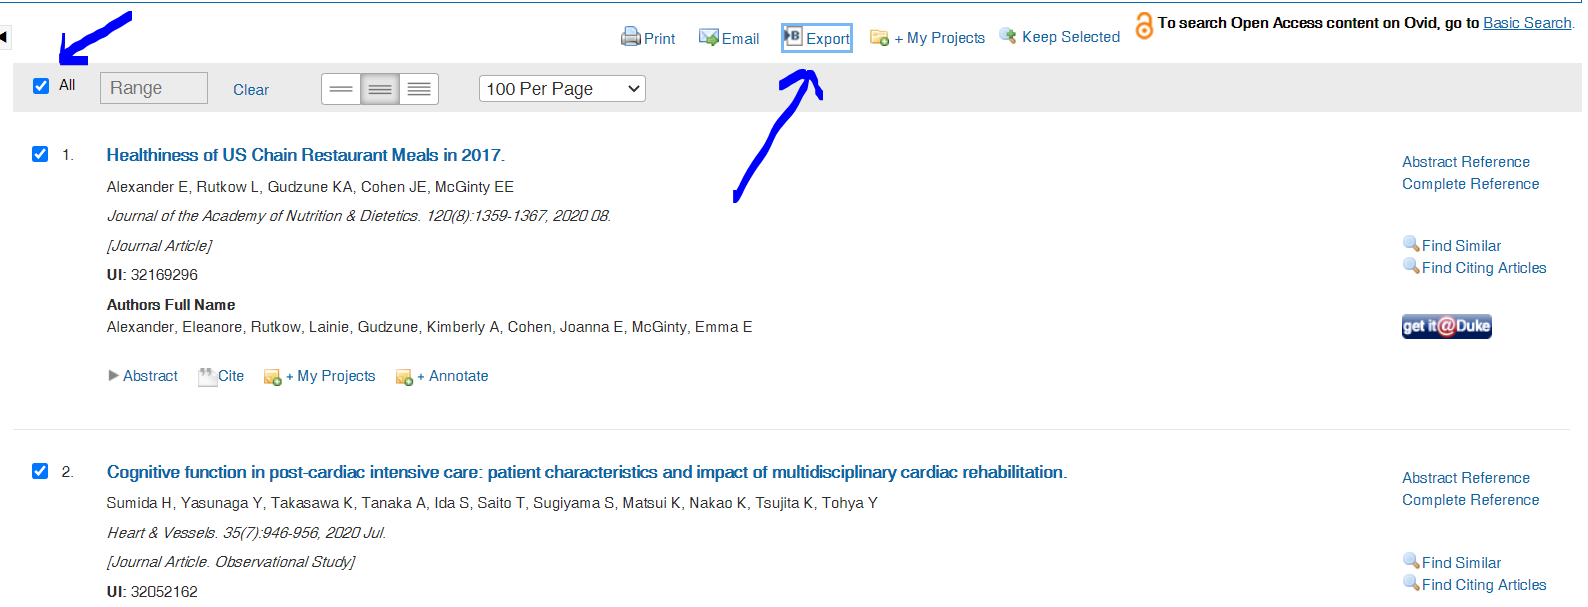 To search Open Access content on Ovid, go to Basic Search.
Print Email Export + My Projects Keep Selected
All Range Clear 100 Per Page
1. Healthiness of US Chain Restaurant Meals in 2017.
Abstract Reference
Alexander E, Rutkow L, Gudzune KA, Cohen JE, McGinty EE
Complete Reference
Journal of the Academy of Nutrition & Dietetics. 120(8):1359-1367, 2020 08.
[Journal Article]
Find Similar
UI: 32169296
Find Citing Articles
Authors Full Name
Alexander, Eleanore, Rutkow, Lainie, Gudzune, Kimberly A, Cohen, Joanna E, McGinty, Emma E
get it@Duke
Abstract Cite + My Projects + Annotate
2. Cognitive function in post-cardiac intensive care: patient characteristics and impact of multidisciplinary cardiac rehabilitation.
Abstract Reference
Sumida H, Yasunaga Y, Takasawa K, Tanaka A, Ida S, Saito T, Sugiyama S, Matsui K, Nakao K, Tsujita K, Tohya Y
Complete Reference
Heart & Vessels. 35(7):946-956, 2020 Jul.
[Journal Article. Observational Study]
Find Similar
UI: 32052162
Find Citing Articles